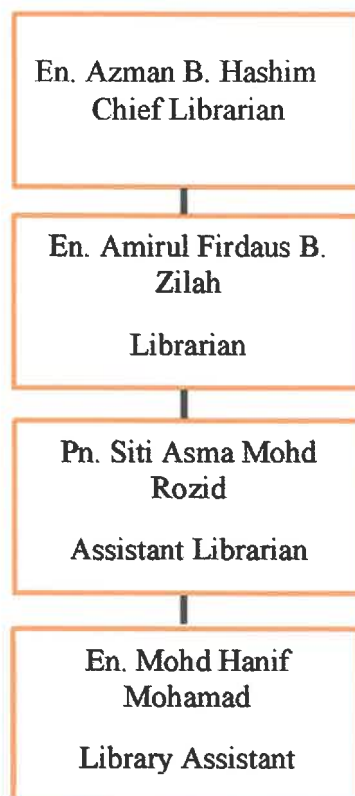 En. Azman B. Hashim
Chief Librarian
En. Amirul Firdaus B.
Zilah
Librarian
Pn. Siti Asma Mohd
Rozid
Assistant Librarian
En. Mohd Hanif
Mohamad
Library Assistant